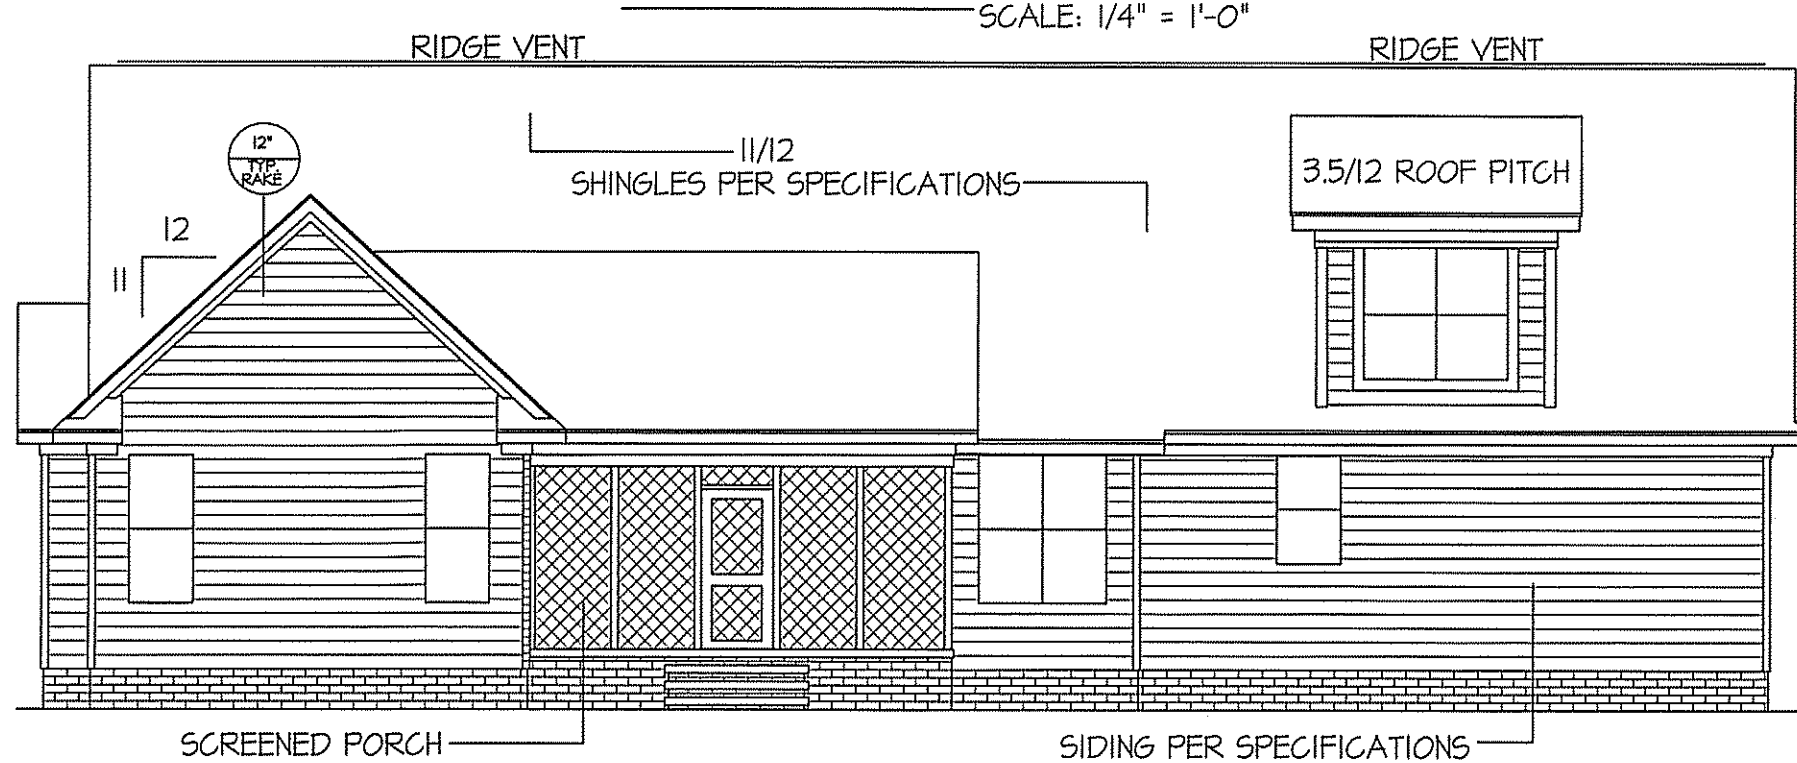 SCALE: 1/4" = 1'-0"
RIDGE VENT
RIDGE VENT
12"
TYP.
RAKE
11/12
SHINGLES PER SPECIFICATIONS
3.5/12 ROOF PITCH
12
11
SCREENED PORCH
SIDING PER SPECIFICATIONS